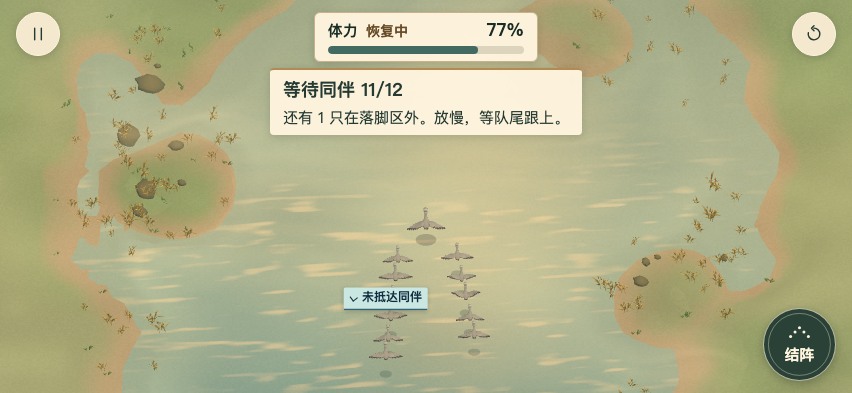 体力 恢复中 77%
等待同伴 11/12
还有 1 只在落脚区外。放慢，等队尾跟上。
未抵达同伴
结阵